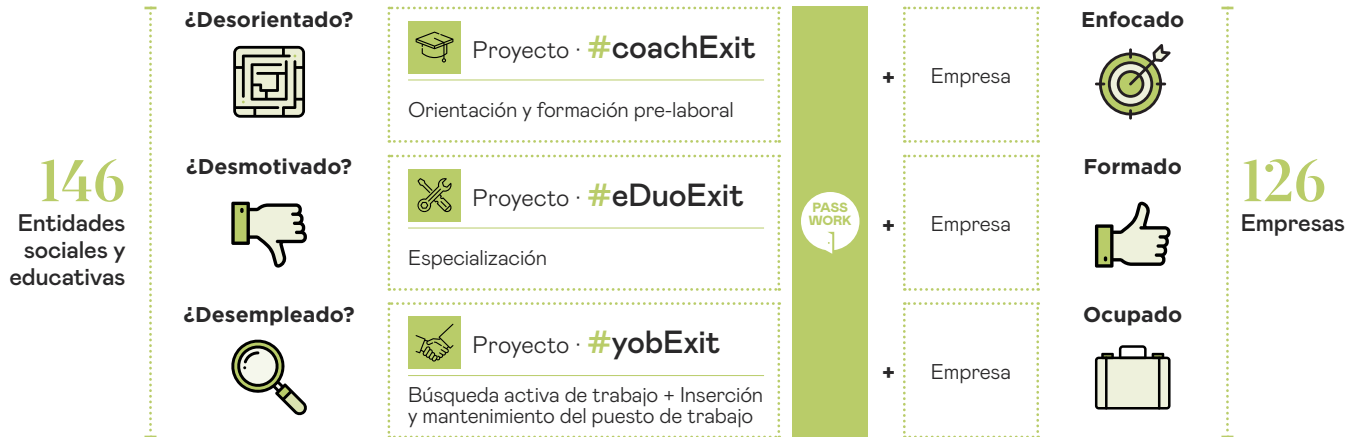 146
Entidades
sociales y
educativas
¿Desorientado?
Proyecto · #coachExit
Orientación y formación pre-laboral
+ Empresa
Enfocado
¿Desmotivado?
Proyecto · #eDuoExit
Especialización
PASS
WORK
+ Empresa
Formado
¿Desempleado?
Proyecto · #yobExit
Búsqueda activa de trabajo + Inserción
y mantenimiento del puesto de trabajo
+ Empresa
Ocupado
126
Empresas